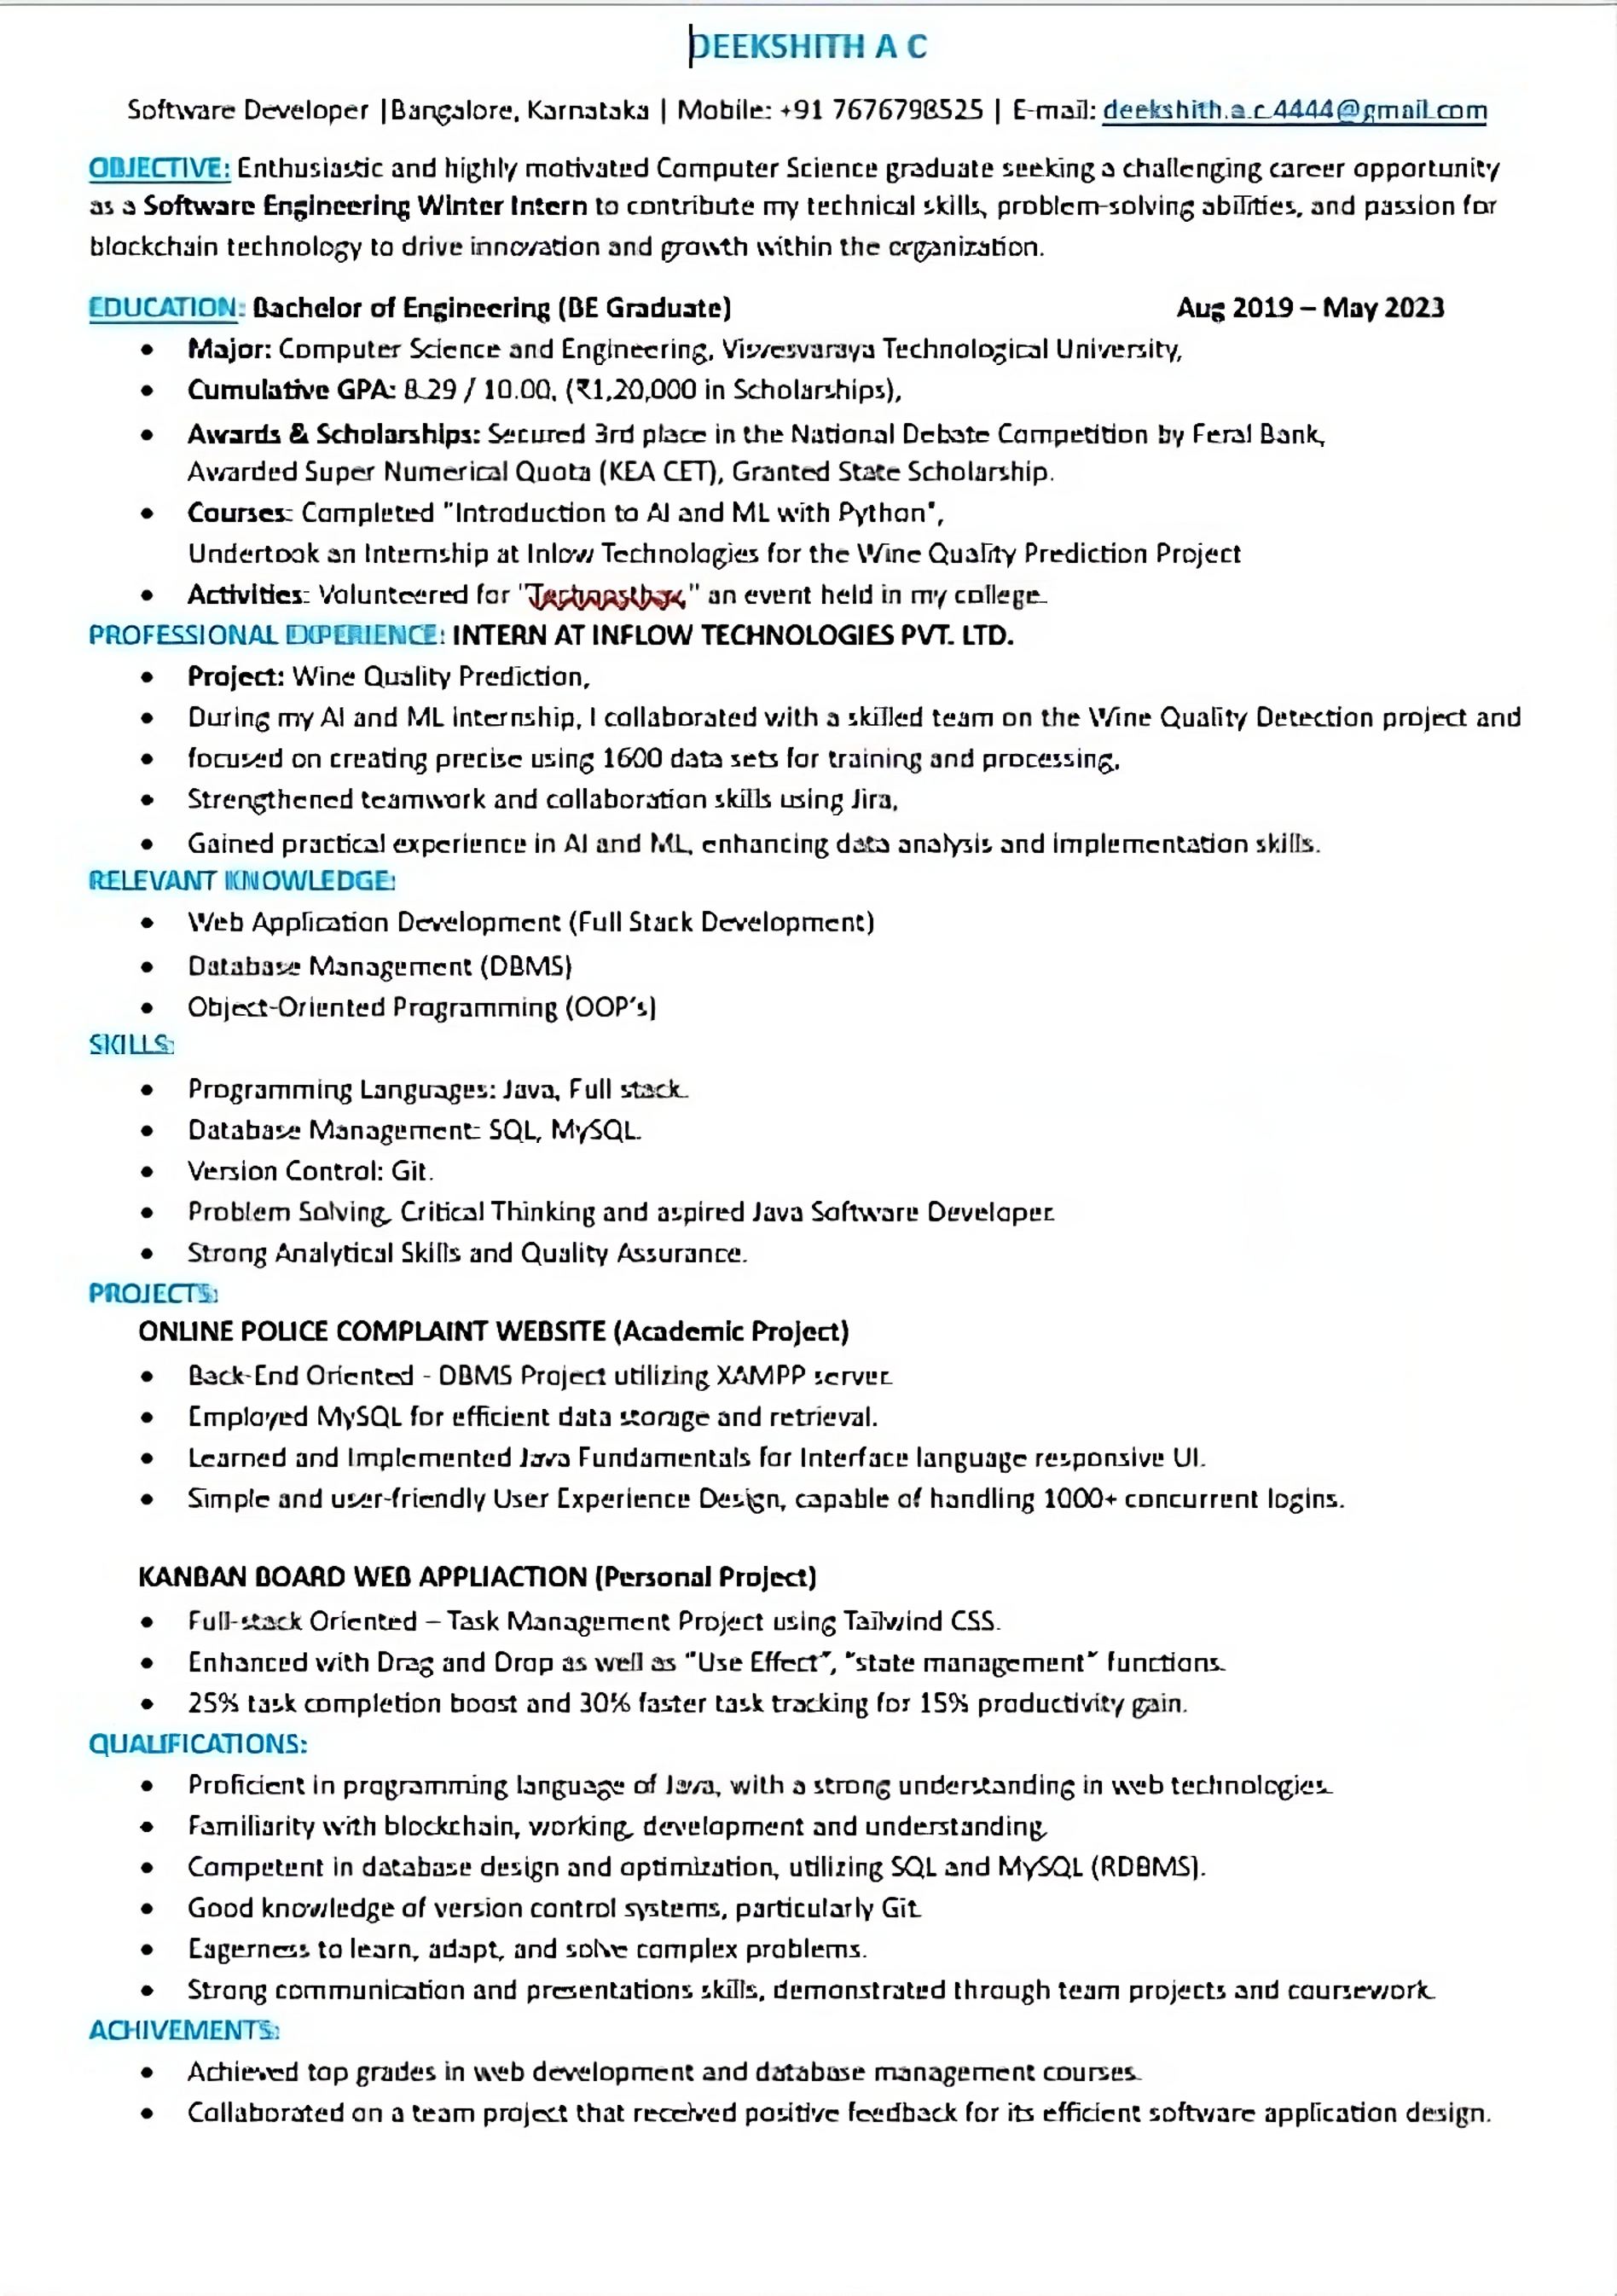 DEEKSHITH A C
Software Developer |Bangalore, Karnataka | Mobile: +91 7676798525 | E-mail: deekshith.a.c.4444@gmail.com
OBJECTIVE: Enthusiastic and highly motivated Computer Science graduate seeking a challenging career opportunity
as a Software Engineering Winter Intern to contribute my technical skills, problem-solving abilities, and passion for
blockchain technology to drive innovation and growth within the organization.
EDUCATION: Bachelor of Engineering (BE Graduate) Aug 2019 – May 2023
• Major: Computer Science and Engineering, Visvesvaraya Technological University,
• Cumulative GPA: 8.29 / 10.00, (₹1,20,000 in Scholarships),
• Awards & Scholarships: Secured 3rd place in the National Debate Competition by Feral Bank,
Awarded Super Numerical Quota (KEA CET), Granted State Scholarship.
• Courses: Completed "Introduction to AI and ML with Python",
Undertook an Internship at Inlow Technologies for the Wine Quality Prediction Project
• Activities: Volunteered for " " an event held in my college.
PROFESSIONAL EXPERIENCE: INTERN AT INFLOW TECHNOLOGIES PVT. LTD.
• Project: Wine Quality Prediction,
• During my AI and ML internship, I collaborated with a skilled team on the Wine Quality Detection project and
• focused on creating precise using 1600 data sets for training and processing,
• Strengthened teamwork and collaboration skills using Jira,
• Gained practical experience in AI and ML, enhancing data analysis and implementation skills.
RELEVANT KNOWLEDGE:
• Web Application Development (Full Stack Development)
• Database Management (DBMS)
• Object-Oriented Programming (OOP's)
SKILLS:
• Programming Languages: Java, Full stack.
• Database Management: SQL, MySQL.
• Version Control: Git.
• Problem Solving, Critical Thinking and aspired Java Software Developer.
• Strong Analytical Skills and Quality Assurance.
PROJECTS:
ONLINE POLICE COMPLAINT WEBSITE (Academic Project)
• Back-End Oriented - DBMS Project utilizing XAMPP server.
• Employed MySQL for efficient data storage and retrieval.
• Learned and Implemented Java Fundamentals for Interface language responsive UI.
• Simple and user-friendly User Experience Design, capable of handling 1000+ concurrent logins.
KANBAN BOARD WEB APPLIACTION (Personal Project)
• Full-stack Oriented – Task Management Project using Tailwind CSS.
• Enhanced with Drag and Drop as well as "Use Effect", "state management" functions.
• 25% task completion boost and 30% faster task tracking for 15% productivity gain.
QUALIFICATIONS:
• Proficient in programming language of Java, with a strong understanding in web technologies.
• Familiarity with blockchain, working, development and understanding.
• Competent in database design and optimization, utilizing SQL and MySQL (RDBMS).
• Good knowledge of version control systems, particularly Git.
• Eagerness to learn, adapt, and solve complex problems.
• Strong communication and presentations skills, demonstrated through team projects and coursework.
ACHIVEMENTS:
• Achieved top grades in web development and database management courses.
• Collaborated on a team project that received positive feedback for its efficient software application design.